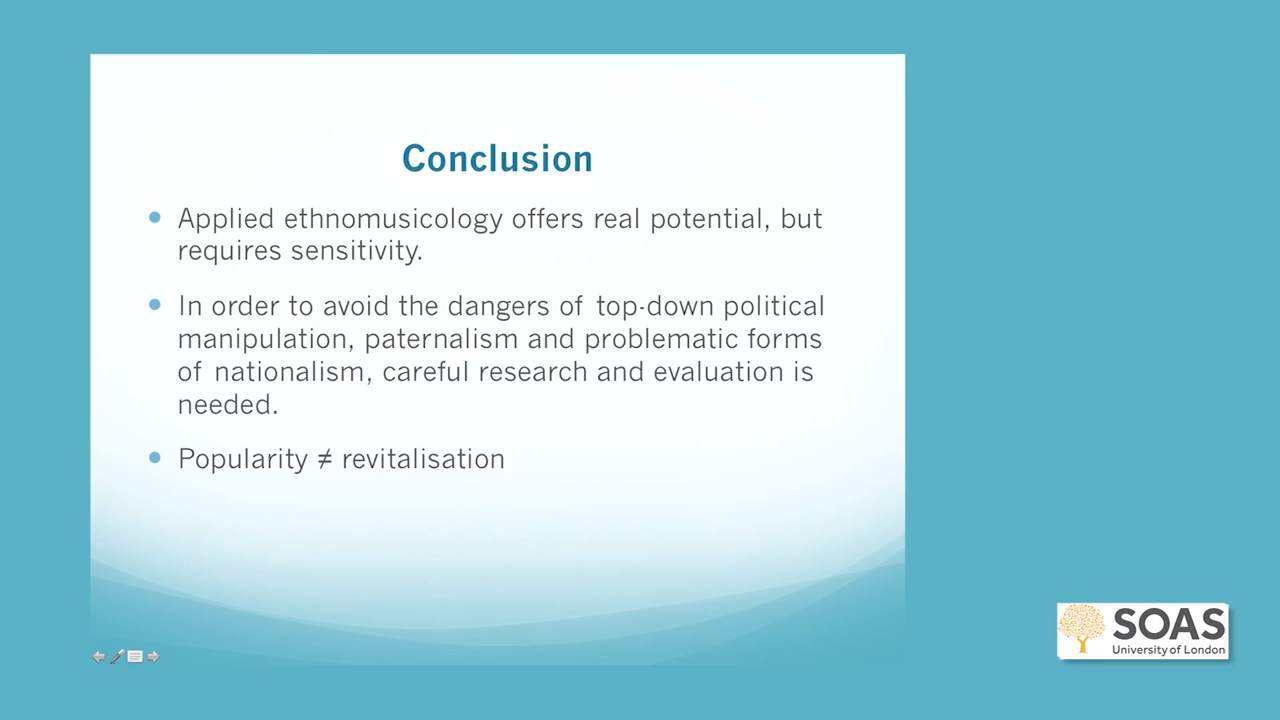 Conclusion
Applied ethnomusicology offers real potential, but
requires sensitivity.
In order to avoid the dangers of top-down political
manipulation, paternalism and problematic forms
of nationalism, careful research and evaluation is
needed.
Popularity ≠ revitalisation
SOAS
University of London